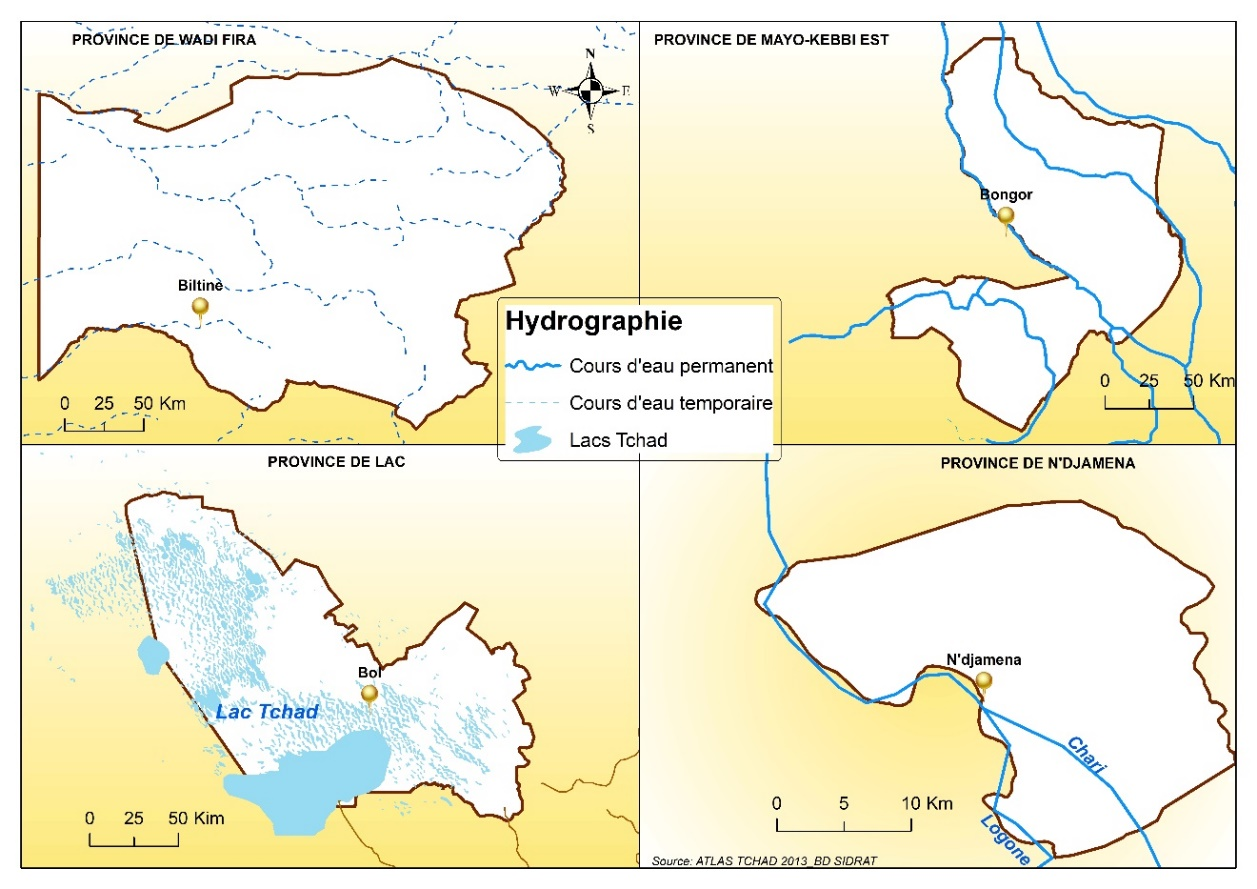 PROVINCE DE WADI FIRA
PROVINCE DE MAYO-KEBBI EST
N
W E
S
Bongor
Biltine
Hydrographie
Cours d'eau permanent
Cours d'eau temporaire
Lacs Tchad
0 25 50 Km
0 25 50 Km
PROVINCE DE LAC
PROVINCE DE N'DJAMENA
Bol
Lac Tchad
N'djamena
Chari
Logone
0 25 50 Kim
0 5 10 Km
Source: ATLAS TCHAD 2013_BD SIDRAT